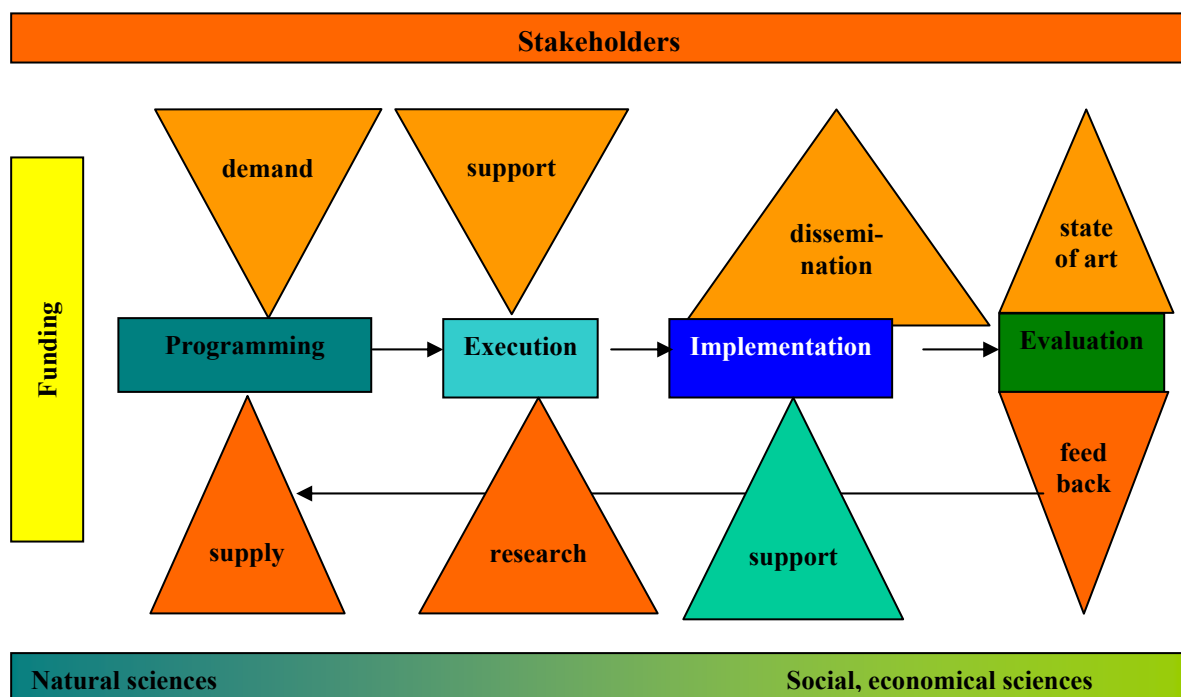 Stakeholders
demand
support
dissemi-
nation
state
of art
Funding
Programming
Execution
Implementation
Evaluation
supply
research
support
feed
back
Natural sciences
Social, economical sciences